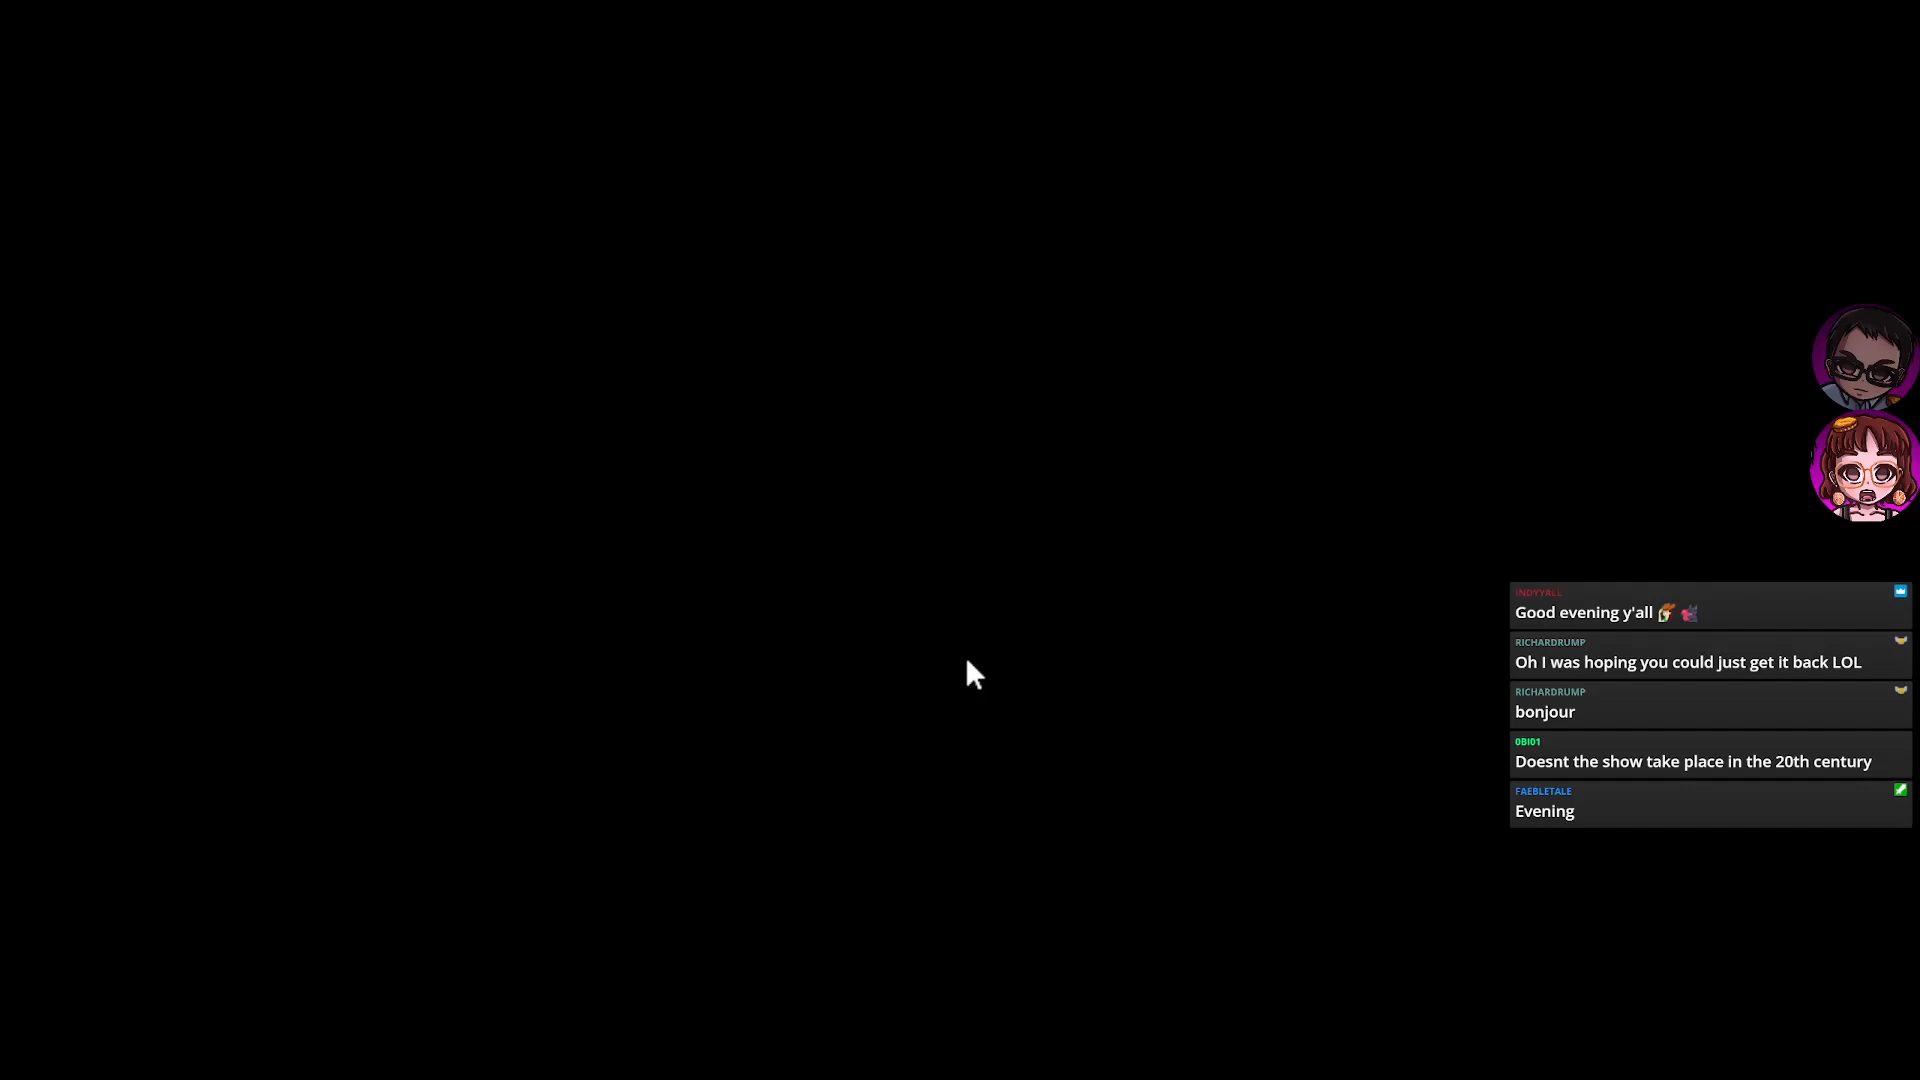 INDYYALL
Good evening y'all
RICHARDRUMP
Oh I was hoping you could just get it back LOL
RICHARDRUMP
bonjour
0BI01
Doesnt the show take place in the 20th century
FAEBLETALE
Evening